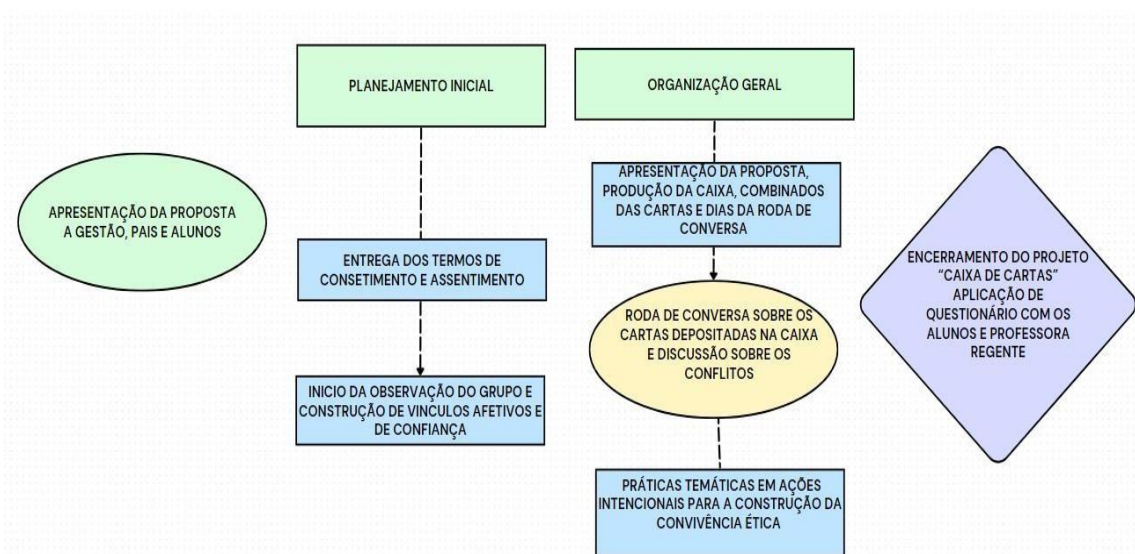 APRESENTAÇÃO DA PROPOSTA
A GESTÃO, PAIS E ALUNOS
PLANEJAMENTO INICIAL
ENTREGA DOS TERMOS DE
CONSETIMENTO E ASSENTIMENTO
INICIO DA OBSERVAÇÃO DO GRUPO E
CONSTRUÇÃO DE VINCULOS AFETIVOS E
DE CONFIANÇA
ORGANIZAÇÃO GERAL
APRESENTAÇÃO DA PROPOSTA,
PRODUÇÃO DA CAIXA, COMBINADOS
DAS CARTAS E DIAS DA RODA DE
CONVERSA
RODA DE CONVERSA SOBRE OS
CARTAS DEPOSITADAS NA CAIXA
E DISCUSSÃO SOBRE OS
CONFLITOS
PRÁTICAS TEMÁTICAS EM AÇÕES
INTENCIONAIS PARA A CONSTRUÇÃO DA
CONVIVÊNCIA ÉTICA
ENCERRAMENTO DO PROJETO
“CAIXA DE CARTAS”
APLICAÇÃO DE
QUESTIONÁRIO COM OS
ALUNOS E PROFESSORA
REGENTE